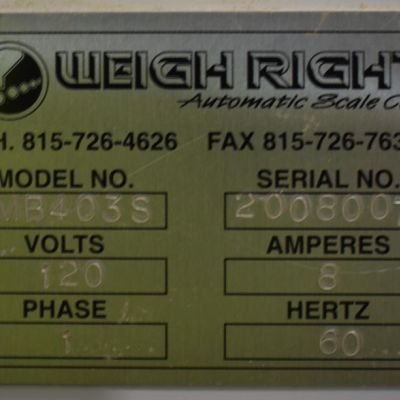 WEIGH RIGHT
Automatic Scale C
H. 815-726-4626 FAX 815-726-763
MODEL NO. SERIAL NO.
MB403S 200800
VOLTS AMPERES
120 8
PHASE HERTZ
1 60